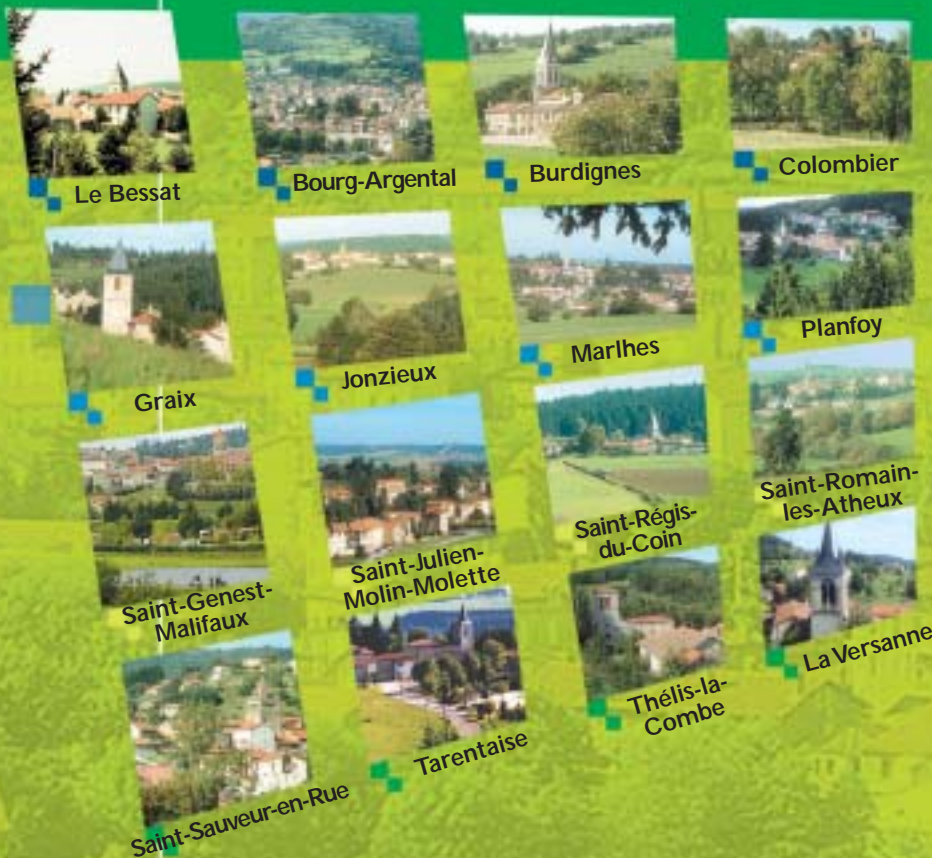 Le Bessat
Bourg-Argental
Burdignes
Colombier
Graix
Jonzieux
Marlhes
Planfoy
Saint-Genest-
Malifaux
Saint-Julien-
Molin-Molette
Saint-Régis-
du-Coin
Saint-Romain-
les-Atheux
Saint-Sauveur-en-Rue
Tarentaise
Thélis-la-
Combe
La Versanne